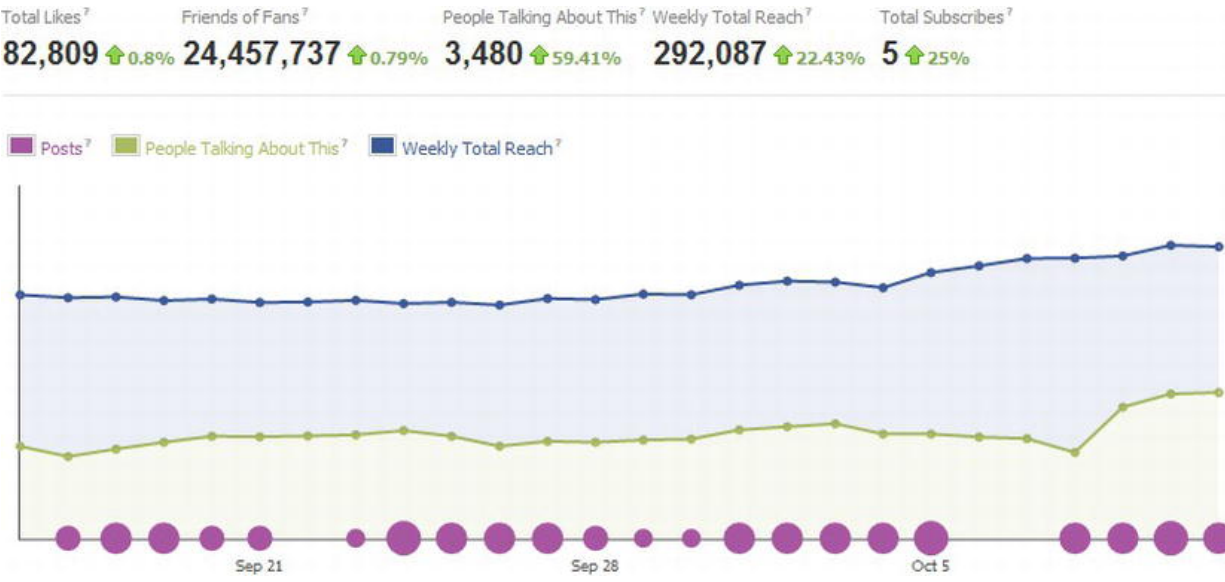 Total Likes? Friends of Fans? People Talking About This? Weekly Total Reach? Total Subscribes?
82,809 0.8% 24,457,737 0.79% 3,480 59.41% 292,087 22.43% 5 25%
Posts? People Talking About This? Weekly Total Reach?
Sep 21 Sep 28 Oct 5